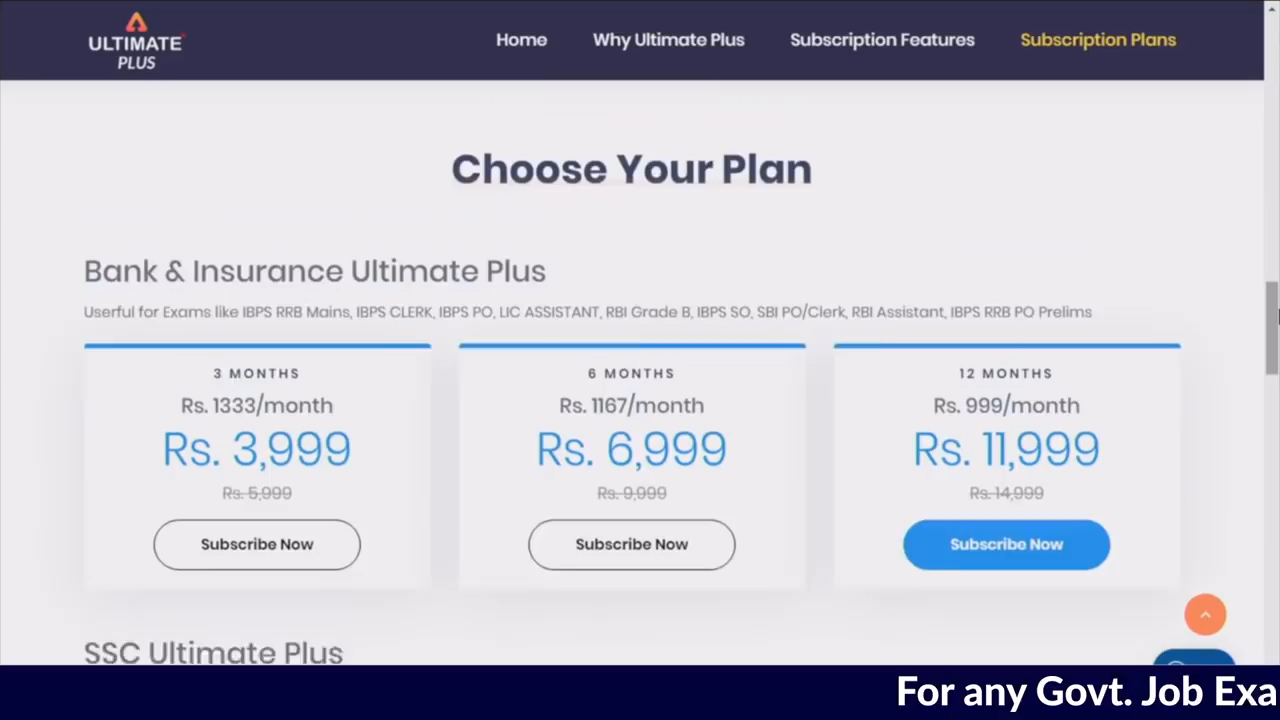 ULTIMATE
PLUS
Home
Why Ultimate Plus
Subscription Features
Subscription Plans
Choose Your Plan
Bank & Insurance Ultimate Plus
Userful for Exams like IBPS RRB Mains, IBPS CLERK, IBPS PO, LIC ASSISTANT, RBI Grade B, IBPS SO, SBI PO/Clerk, RBI Assistant, IBPS RRB PO Prelims
3 MONTHS
Rs. 1333/month
Rs. 3,999
Rs. 5,999
Subscribe Now
6 MONTHS
Rs. 1167/month
Rs. 6,999
Rs. 9,999
Subscribe Now
12 MONTHS
Rs. 999/month
Rs. 11,999
Rs. 14,999
Subscribe Now
SSC Ultimate Plus
For any Govt. Job Exa